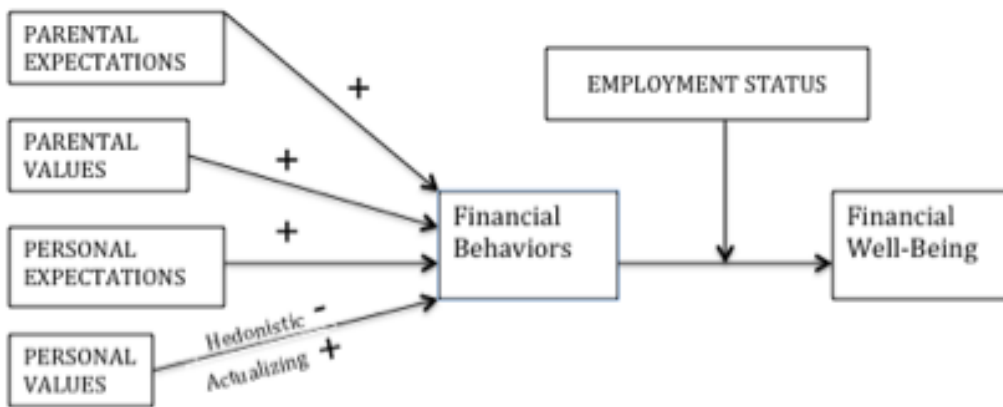 PARENTAL
EXPECTATIONS
+
EMPLOYMENT STATUS
PARENTAL
VALUES
+
Financial
Behaviors
Financial
Well-Being
PERSONAL
EXPECTATIONS
+
PERSONAL
VALUES
Hedonistic -
Actualizing +